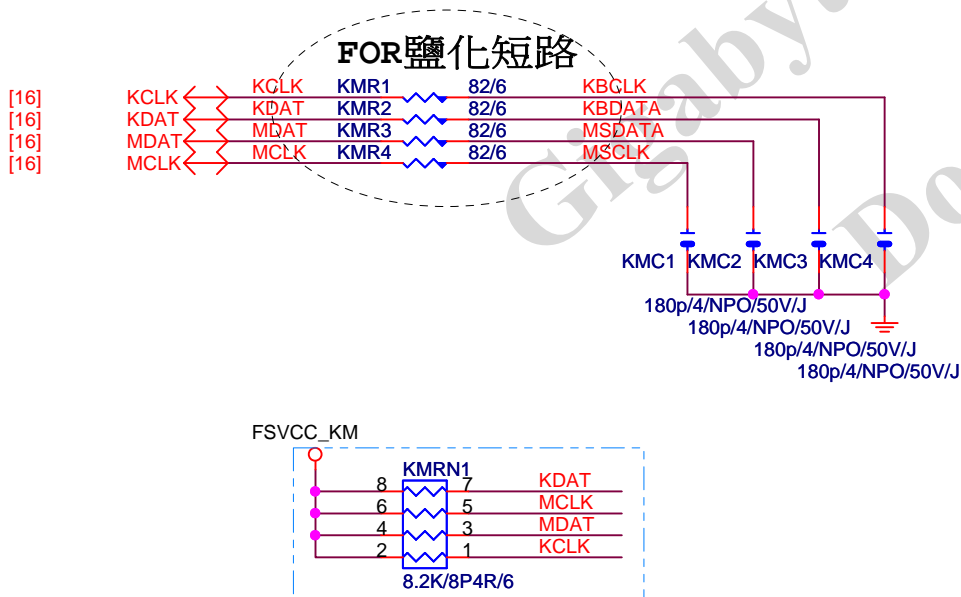 FOR鹽化短路
[16] KCLK KCLK KMR1 82/6 KBCLK
[16] KDAT KDAT KMR2 82/6 KBDATA
[16] MDAT MDAT KMR3 82/6 MSDATA
[16] MCLK MCLK KMR4 82/6 MSCLK
KMC1 KMC2 KMC3 KMC4
180p/4/NPO/50V/J
180p/4/NPO/50V/J
180p/4/NPO/50V/J
180p/4/NPO/50V/J
FSVCC_KM
KMRN1
8 7 KDAT
6 5 MCLK
4 3 MDAT
2 1 KCLK
8.2K/8P4R/6